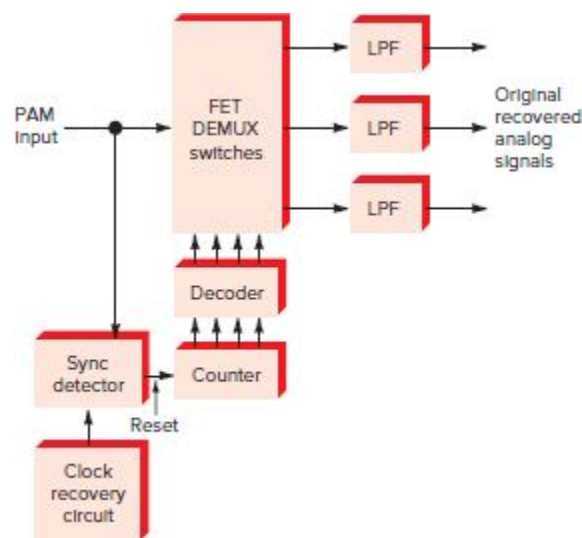 LPF
PAM
input
FET
DEMUX
switches
LPF
Original
recovered
analog
signals
LPF
Decoder
Sync
detector
Counter
Reset
Clock
recovery
circuit